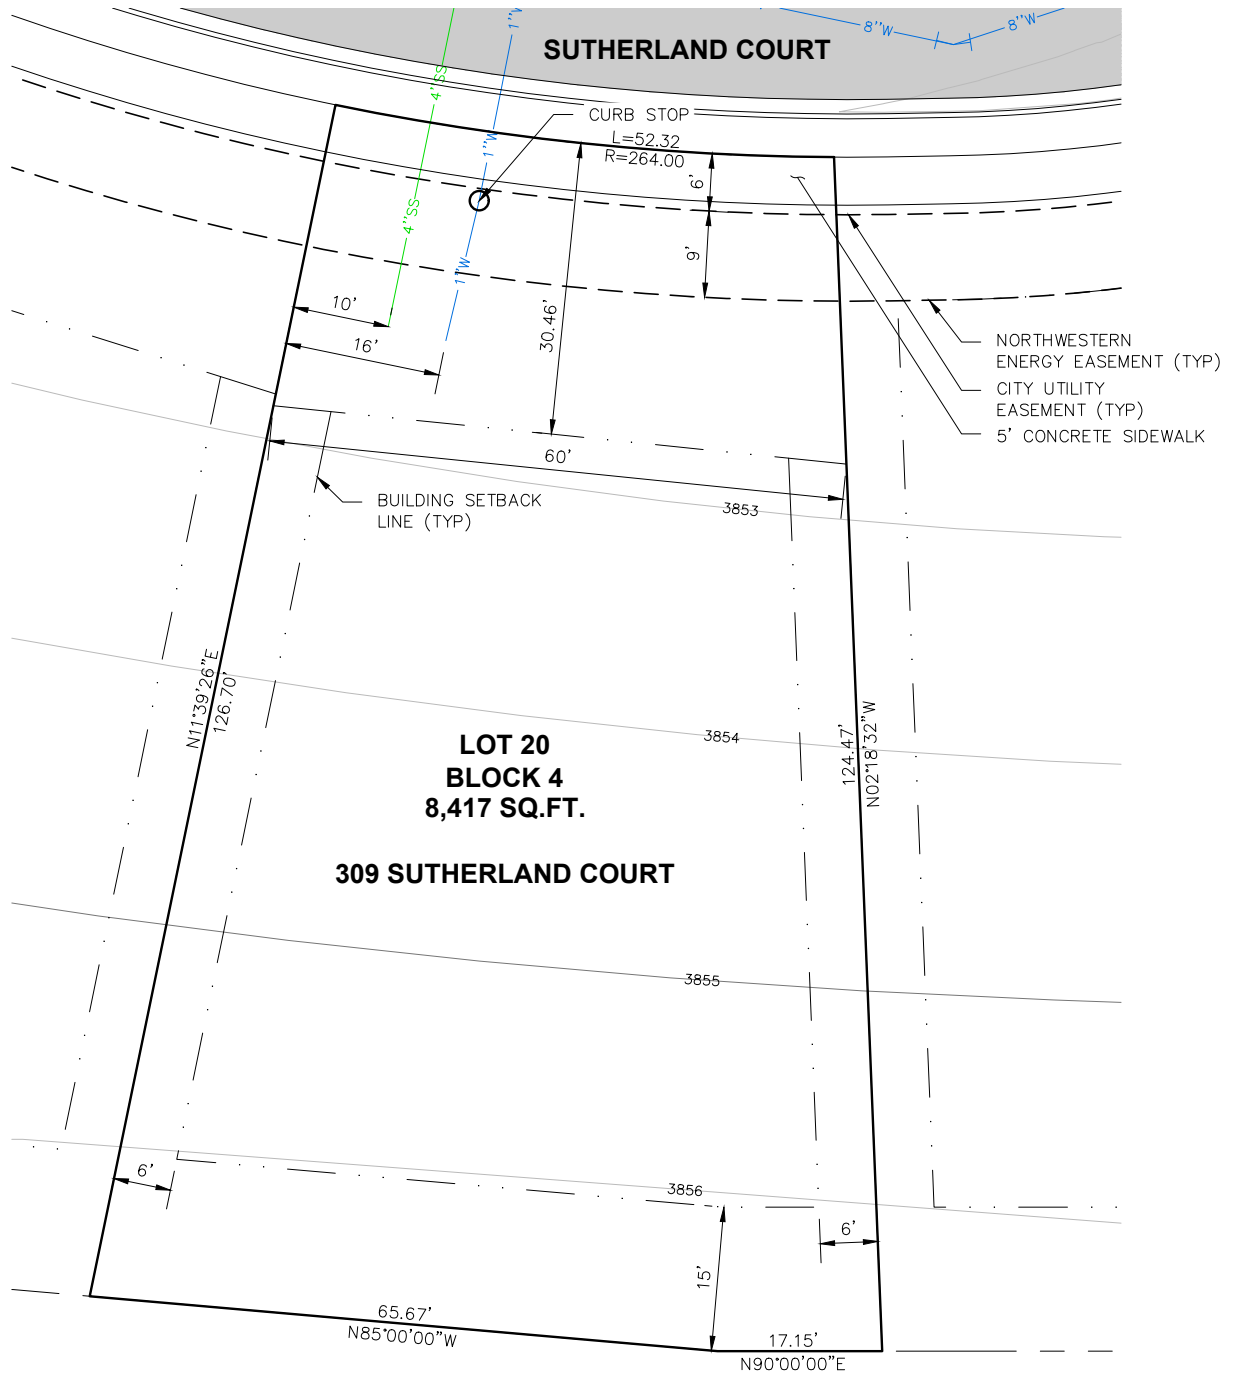 8"W
8"W
1"W
SUTHERLAND COURT
4"SS
CURB STOP
1"W
L=52.32
R=264.00
6'
4"SS
9'
1"W
10'
30.46'
16'
NORTHWESTERN
ENERGY EASEMENT (TYP)
CITY UTILITY
EASEMENT (TYP)
5' CONCRETE SIDEWALK
60'
BUILDING SETBACK
LINE (TYP)
3853
N11°39'26"E
126.70'
124.47'
N02°18'32"W
3854
LOT 20
BLOCK 4
8,417 SQ.FT.
309 SUTHERLAND COURT
3855
6'
3856
6'
15'
65.67'
N85°00'00"W
17.15'
N90°00'00"E